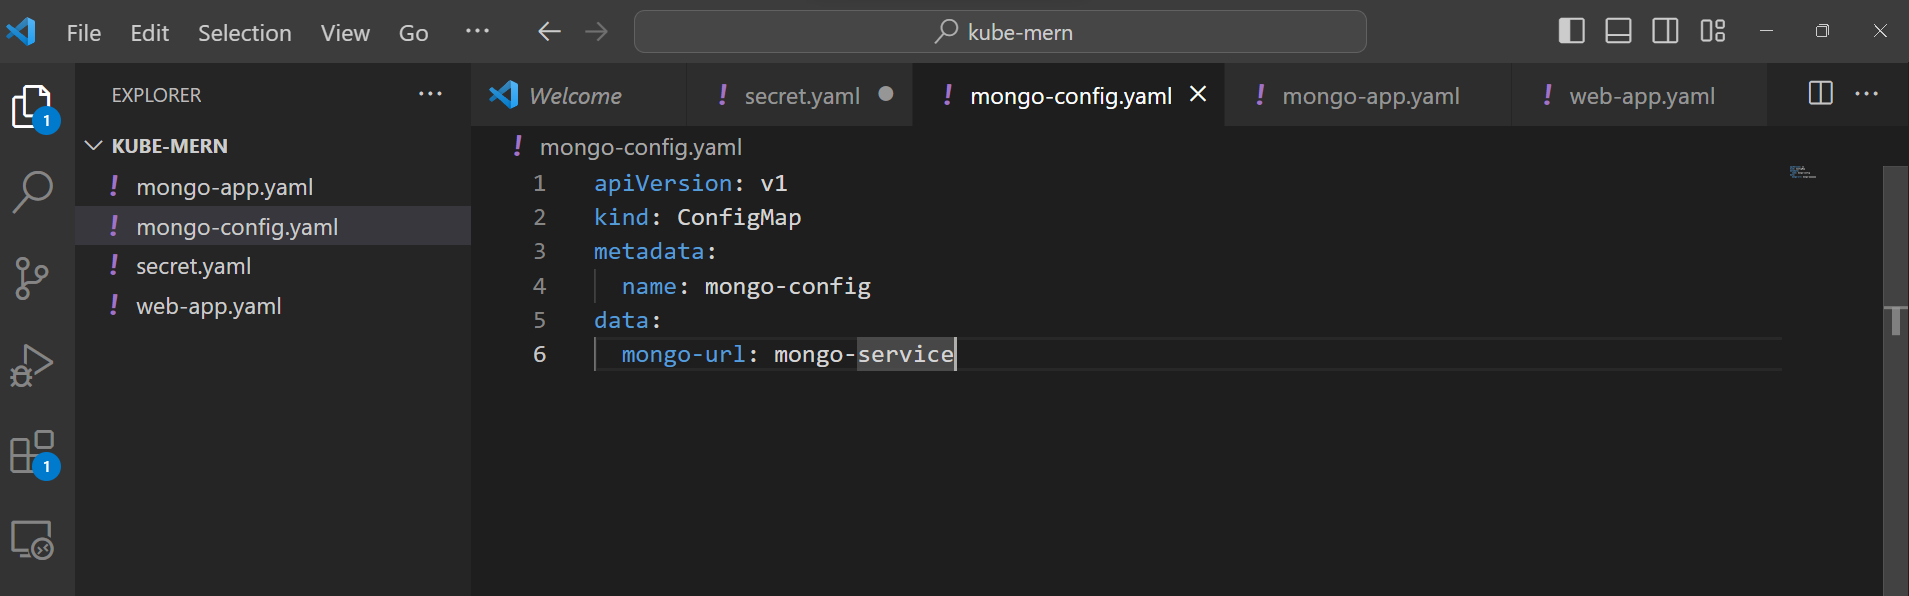 File Edit Selection View Go ··· kube-mern
EXPLORER ···
Welcome ! secret.yaml ! mongo-config.yaml ! mongo-app.yaml ! web-app.yaml ···
1
KUBE-MERN
! mongo-app.yaml
! mongo-config.yaml
! secret.yaml
! web-app.yaml
1
! mongo-config.yaml
1 apiVersion: v1
2 kind: ConfigMap
3 metadata:
4 name: mongo-config
5 data:
6 mongo-url: mongo-service